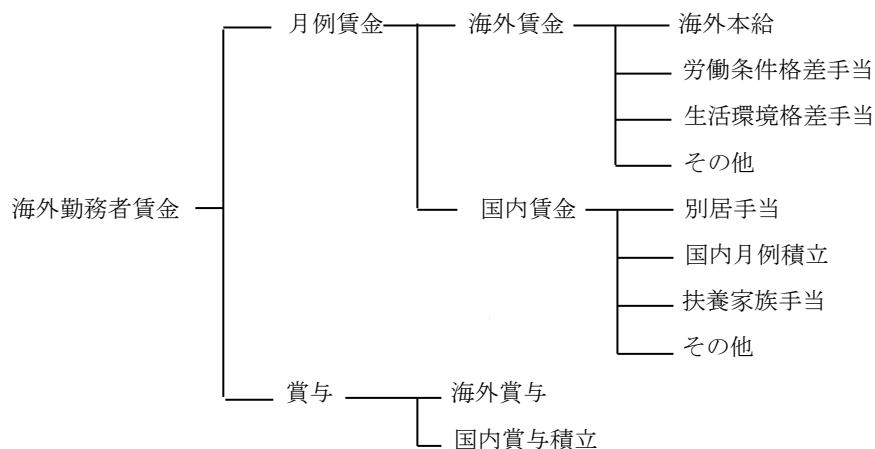 月例賃金 海外賃金 海外本給
労働条件格差手当
生活環境格差手当
その他
海外勤務者賃金 国内賃金 別居手当
国内月例積立
扶養家族手当
その他
賞与 海外賞与
国内賞与積立